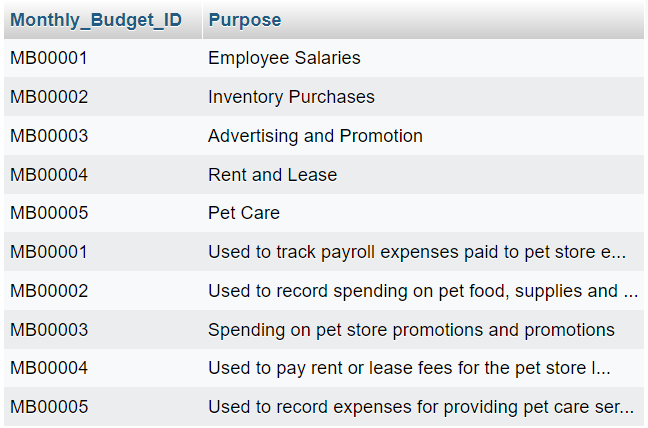 Monthly_Budget_ID Purpose
MB00001 Employee Salaries
MB00002 Inventory Purchases
MB00003 Advertising and Promotion
MB00004 Rent and Lease
MB00005 Pet Care
MB00001 Used to track payroll expenses paid to pet store e...
MB00002 Used to record spending on pet food, supplies and ...
MB00003 Spending on pet store promotions and promotions
MB00004 Used to pay rent or lease fees for the pet store l...
MB00005 Used to record expenses for providing pet care ser...